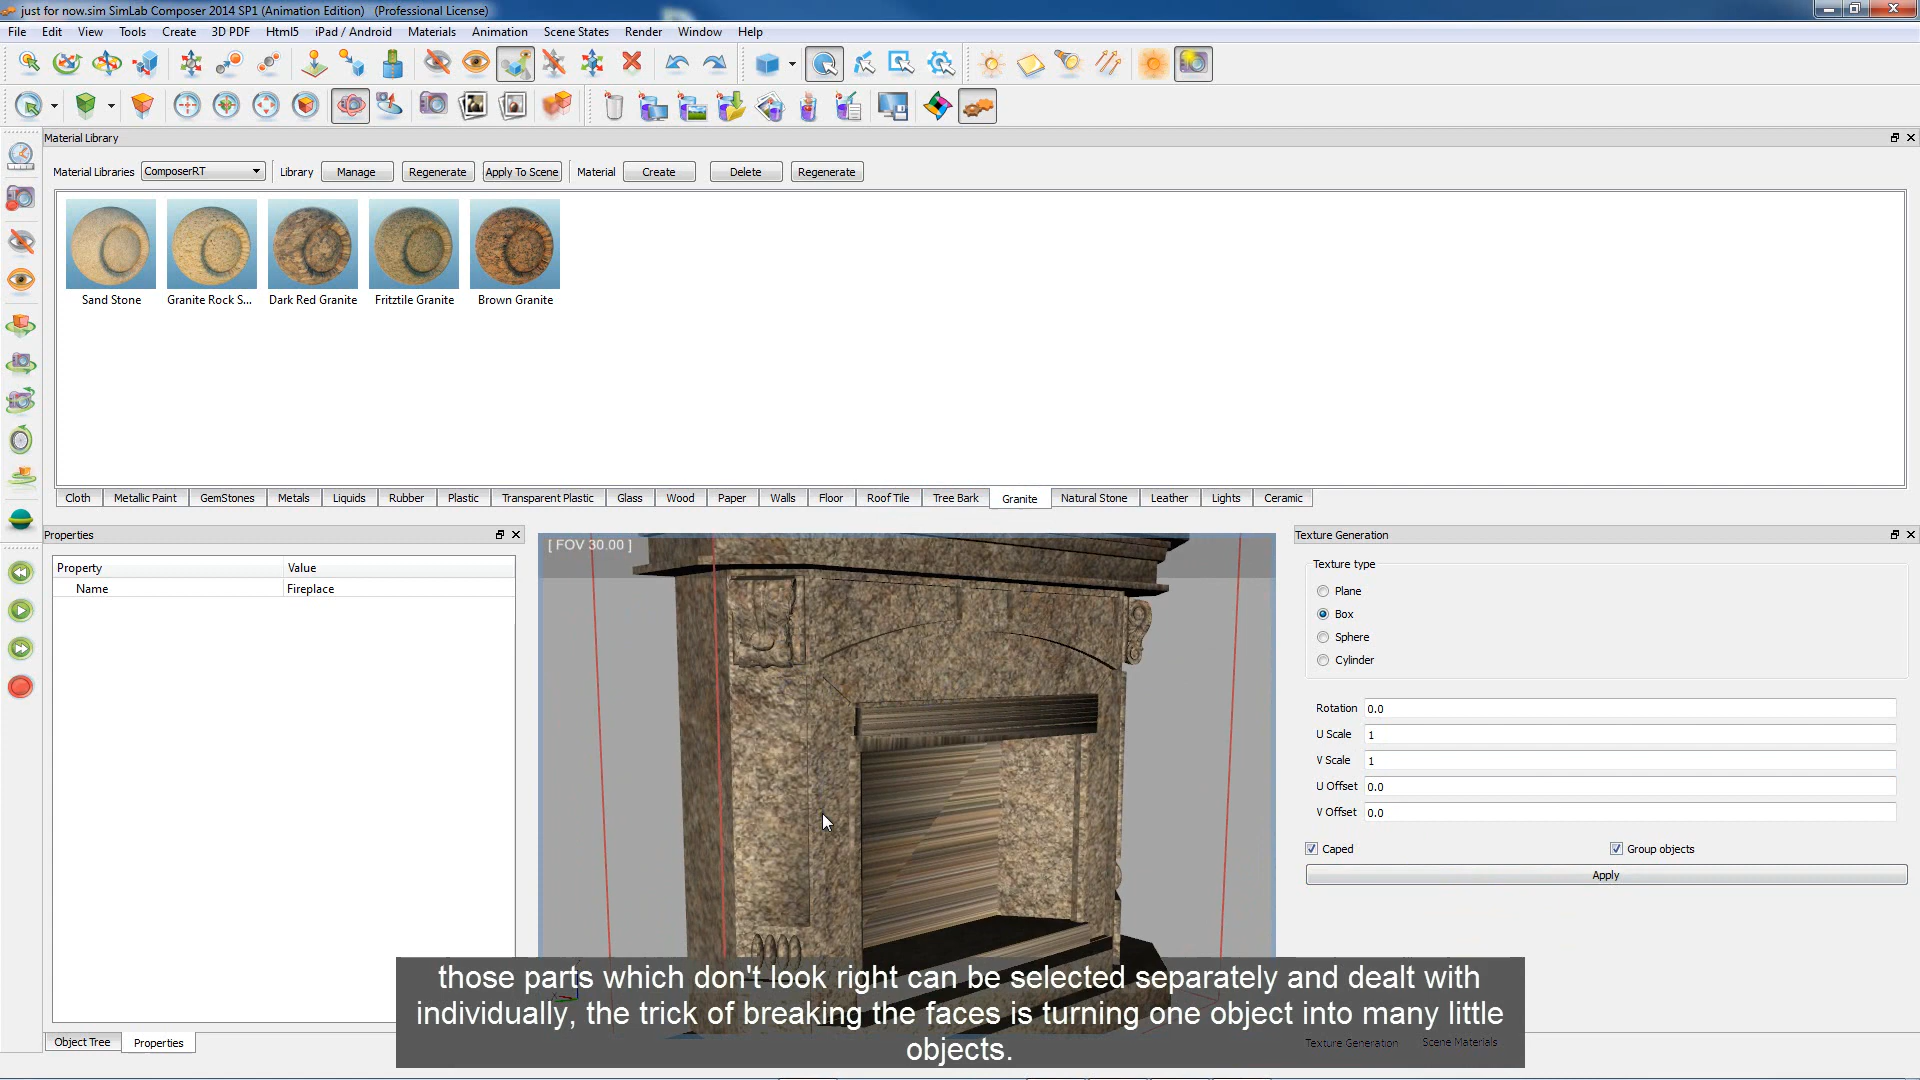 just for now.sim SimLab Composer 2014 SP1 (Animation Edition)   (Professional License)
File Edit View Tools Create 3D PDF Html5 iPad / Android Materials Animation Scene States Render Window Help
Material Library
Material Libraries ComposerRT Library Manage Regenerate Apply To Scene Material Create Delete Regenerate
Sand Stone Granite Rock S... Dark Red Granite Fritztile Granite Brown Granite
Cloth Metallic Paint GemStones Metals Liquids Rubber Plastic Transparent Plastic Glass Wood Paper Walls Floor Roof Tile Tree Bark Granite Natural Stone Leather Lights Ceramic
Properties
Property Value
Name Fireplace
Object Tree Properties
[ FOV 30.00 ]
Texture Generation
Texture type
Plane
Box
Sphere
Cylinder
Rotation 0.0
U Scale 1
V Scale 1
U Offset 0.0
V Offset 0.0
Caped Group objects
Apply
Texture Generation Scene Materials
those parts which don't look right can be selected separately and dealt with
individually, the trick of breaking the faces is turning one object into many little
objects.